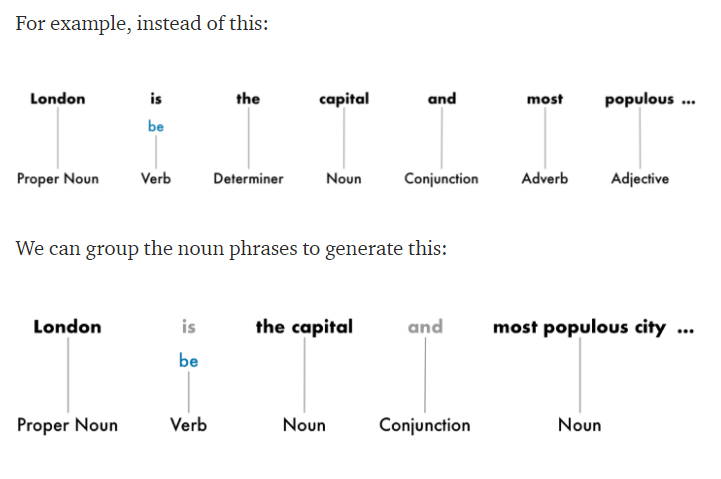 For example, instead of this:
London is the capital and most populous ...
be
Proper Noun Verb Determiner Noun Conjunction Adverb Adjective
We can group the noun phrases to generate this:
London is the capital and most populous city ...
be
Proper Noun Verb Noun Conjunction Noun